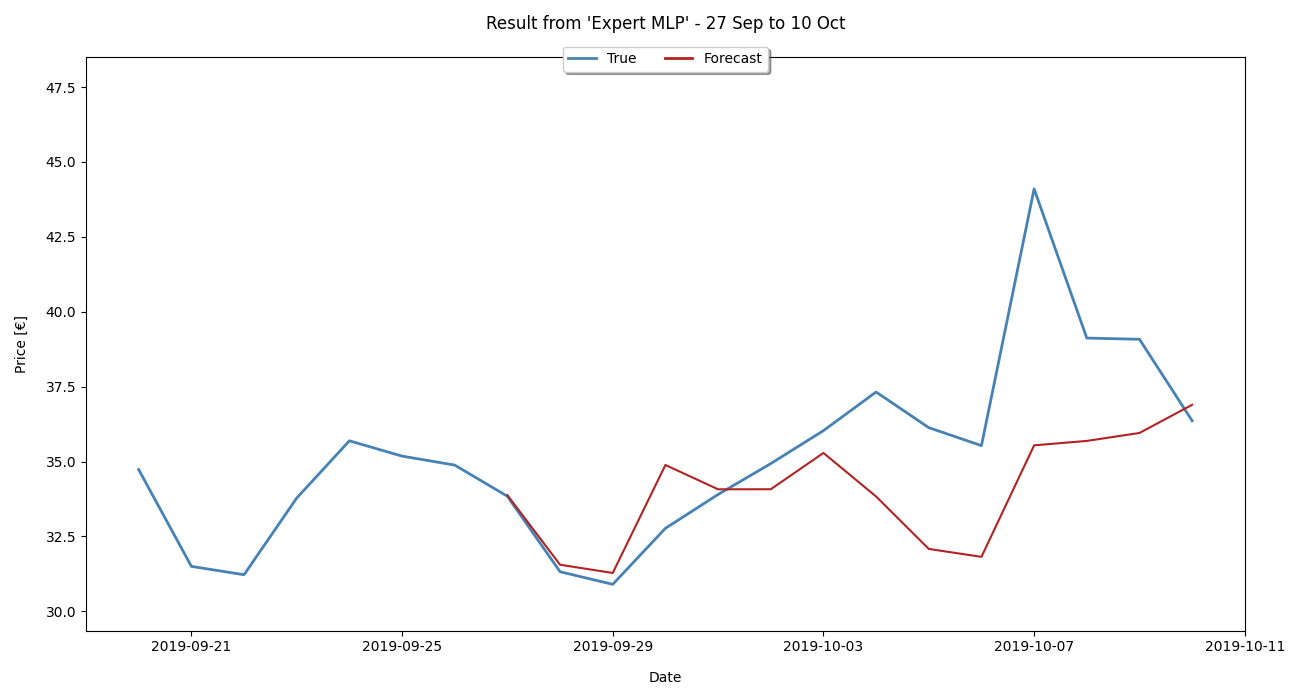 Result from 'Expert MLP' - 27 Sep to 10 Oct
True Forecast
47.5
45.0
42.5
40.0
37.5
35.0
32.5
30.0
Price [€]
2019-09-21 2019-09-25 2019-09-29 2019-10-03 2019-10-07 2019-10-11
Date